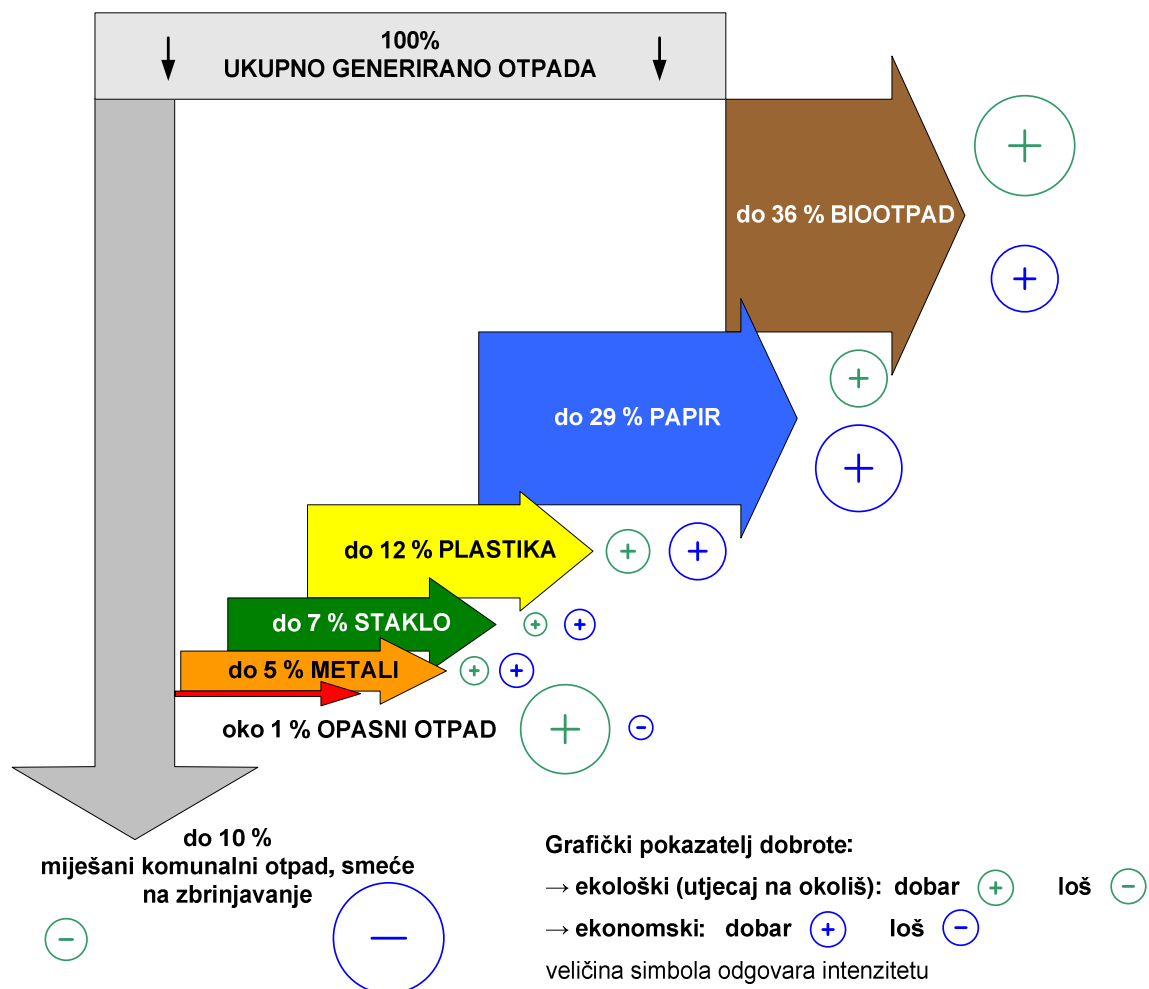 100%
UKUPNO GENERIRANO OTPADA
do 36 % BIOOTPAD
do 29 % PAPIR
do 12 % PLASTIKA
do 7 % STAKLO
do 5 % METALI
oko 1 % OPASNI OTPAD
do 10 %
miješani komunalni otpad, smeće
na zbrinjavanje
Grafički pokazatelj dobrote:
→ ekološki (utjecaj na okoliš): dobar + loš −
→ ekonomski: dobar + loš −
veličina simbola odgovara intenzitetu